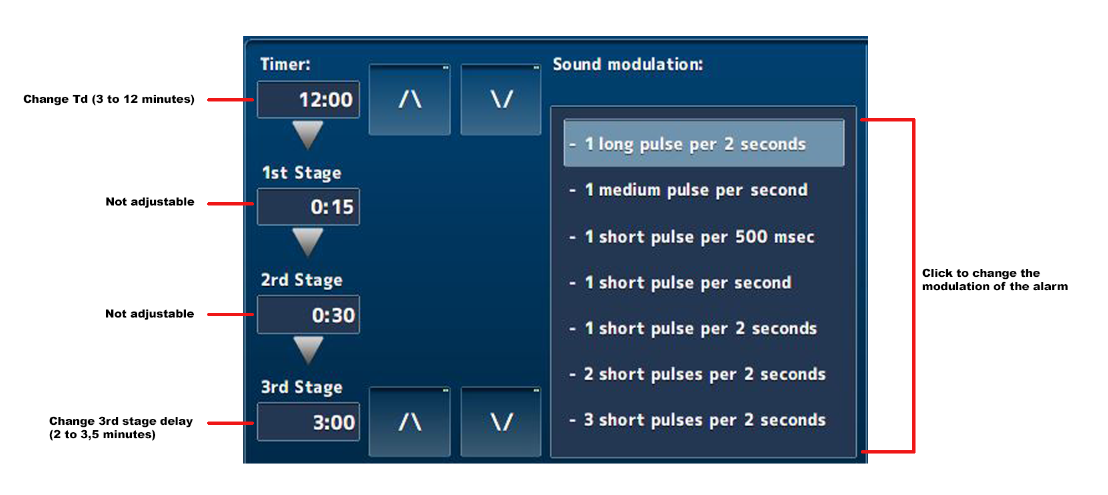 Timer:
Sound modulation:
Change Td (3 to 12 minutes)
12:00
/\
\/
- 1 long pulse per 2 seconds
1st Stage
- 1 medium pulse per second
Not adjustable
0:15
- 1 short pulse per 500 msec
2rd Stage
- 1 short pulse per second
Click to change the
modulation of the alarm
Not adjustable
0:30
- 1 short pulse per 2 seconds
- 2 short pulses per 2 seconds
3rd Stage
Change 3rd stage delay
(2 to 3,5 minutes)
3:00
/\
\/
- 3 short pulses per 2 seconds